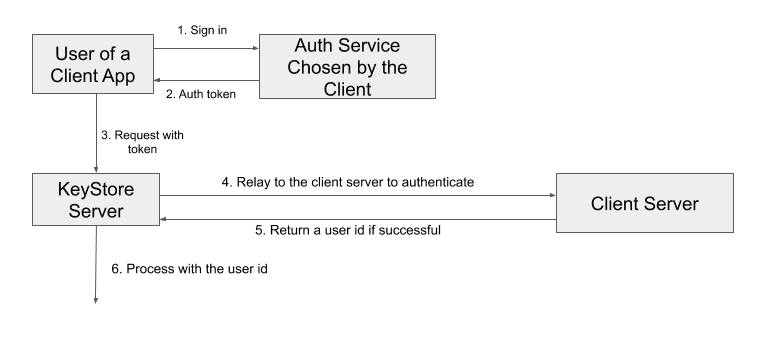 1. Sign in
User of a
Client App
Auth Service
Chosen by the
Client
2. Auth token
3. Request with
token
KeyStore
Server
4. Relay to the client server to authenticate
Client Server
5. Return a user id if successful
6. Process with the user id